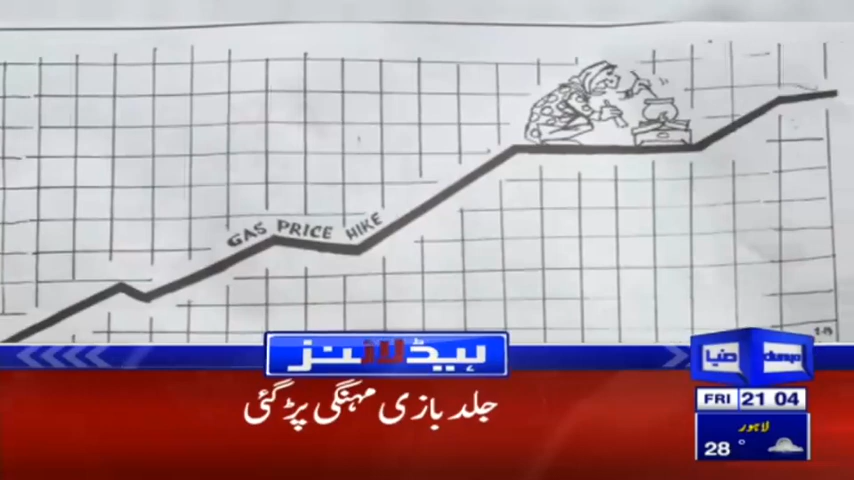 GAS PRICE HIKE
ہیڈلائنز
جلد بازی مہنگی پڑ گئی
دنیا dunya
FRI 21 04
لاہور
28°